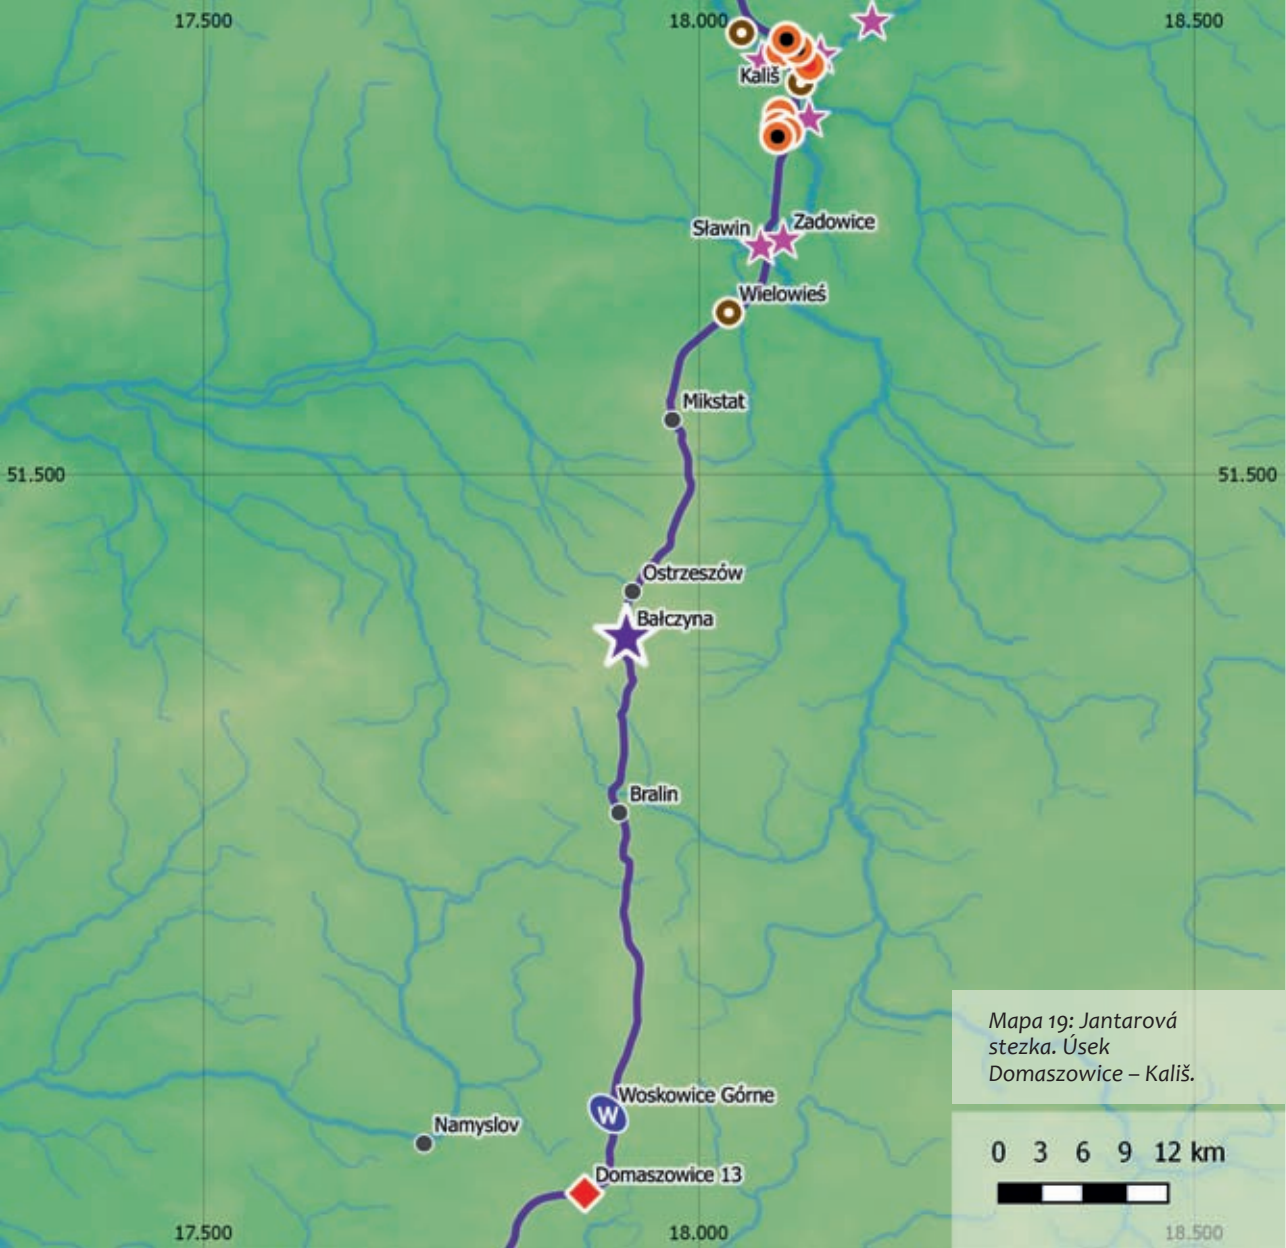 17.500 18.000 18.500
Kališ
Sławin Zadowice
Wielowieś
Mikstat
51.500 51.500
Ostrzeszów
Bałczyna
Bralin
Mapa 19: Jantarová
stezka. Úsek
Domaszowice – Kališ.
Woskowice Górne
W
Namyslov
0 3 6 9 12 km
Domaszowice 13
17.500 18.000 18.500